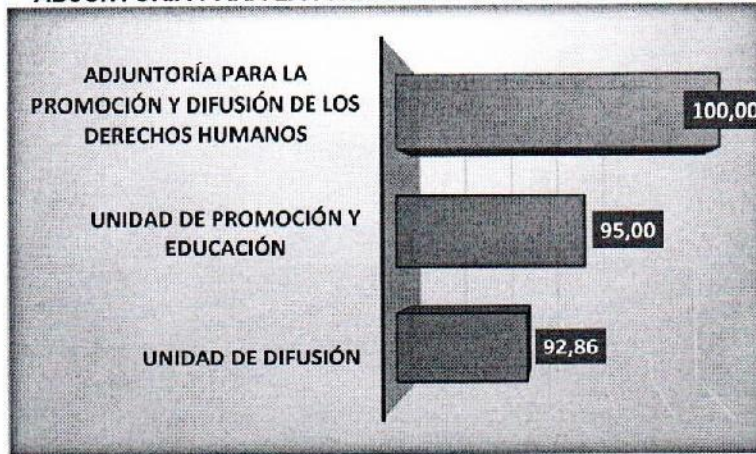 ADJUNTORÍA PARA LA
PROMOCIÓN Y DIFUSIÓN DE LOS
DERECHOS HUMANOS
100,00
UNIDAD DE PROMOCIÓN Y
EDUCACIÓN
95,00
UNIDAD DE DIFUSIÓN
92,86